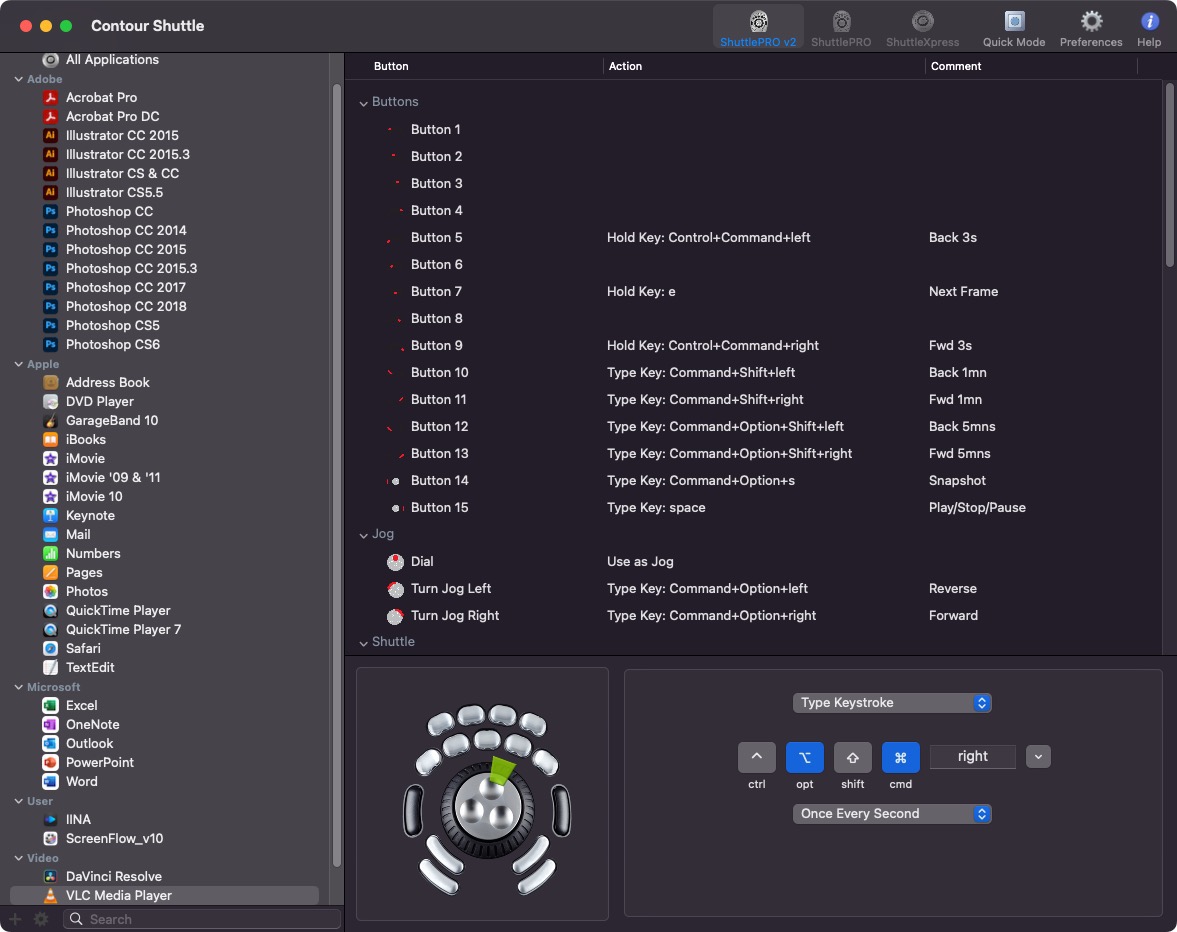 Contour Shuttle
ShuttlePRO v2
ShuttlePRO
ShuttleXpress
Quick Mode
Preferences
Help
All Applications
Adobe
Acrobat Pro
Acrobat Pro DC
Illustrator CC 2015
Illustrator CC 2015.3
Illustrator CS & CC
Illustrator CS5.5
Photoshop CC
Photoshop CC 2014
Photoshop CC 2015
Photoshop CC 2015.3
Photoshop CC 2017
Photoshop CC 2018
Photoshop CS5
Photoshop CS6
Apple
Address Book
DVD Player
GarageBand 10
iBooks
iMovie
iMovie '09 & '11
iMovie 10
Keynote
Mail
Numbers
Pages
Photos
QuickTime Player
QuickTime Player 7
Safari
TextEdit
Microsoft
Excel
OneNote
Outlook
PowerPoint
Word
User
IINA
ScreenFlow_v10
Video
DaVinci Resolve
VLC Media Player
Search
Button Action Comment
Buttons
Button 1
Button 2
Button 3
Button 4
Button 5 Hold Key: Control+Command+left Back 3s
Button 6
Button 7 Hold Key: e Next Frame
Button 8
Button 9 Hold Key: Control+Command+right Fwd 3s
Button 10 Type Key: Command+Shift+left Back 1mn
Button 11 Type Key: Command+Shift+right Fwd 1mn
Button 12 Type Key: Command+Option+Shift+left Back 5mns
Button 13 Type Key: Command+Option+Shift+right Fwd 5mns
Button 14 Type Key: Command+Option+s Snapshot
Button 15 Type Key: space Play/Stop/Pause
Jog
Dial Use as Jog
Turn Jog Left Type Key: Command+Option+left Reverse
Turn Jog Right Type Key: Command+Option+right Forward
Shuttle
Type Keystroke
right
ctrl opt shift cmd
Once Every Second